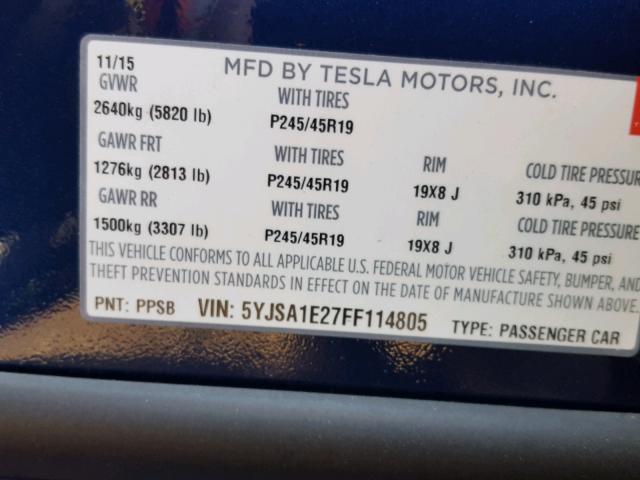 11/15 MFD BY TESLA MOTORS, INC.
GVWR WITH TIRES
2640kg (5820 lb) P245/45R19
GAWR FRT WITH TIRES RIM COLD TIRE PRESSURE
1276kg (2813 lb) P245/45R19 19X8 J 310 kPa, 45 psi
GAWR RR WITH TIRES RIM COLD TIRE PRESSURE
1500kg (3307 lb) P245/45R19 19X8 J 310 kPa, 45 psi
THIS VEHICLE CONFORMS TO ALL APPLICABLE U.S. FEDERAL MOTOR VEHICLE SAFETY, BUMPER, AND
THEFT PREVENTION STANDARDS IN EFFECT ON THE DATE OF MANUFACTURE SHOWN ABOVE.
PNT: PPSB VIN: 5YJSA1E27FF114805 TYPE: PASSENGER CAR